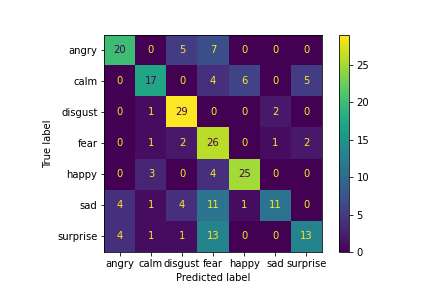 angry 20 0 5 7 0 0 0
calm 0 17 0 4 6 0 5
disgust 0 1 29 0 0 2 0
fear 0 1 2 26 0 1 2
happy 0 3 0 4 25 0 0
sad 4 1 4 11 1 11 0
surprise 4 1 1 13 0 0 13
angry calm disgust fear happy sad surprise
Predicted label
True label
25
20
15
10
5
0